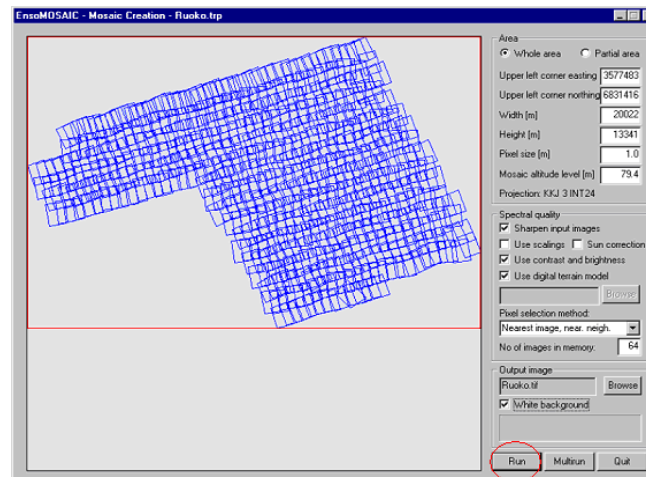 EnsoMOSAIC - Mosaic Creation - Ruoko.trp
Area
Whole area Partial area
Upper left corner easting 3577483
Upper left corner northing 6831416
Width [m] 20022
Height [m] 13341
Pixel size [m] 1.0
Mosaic altitude level [m] 79.4
Projection: KKJ 3 INT24
Spectral quality
Sharpen input images
Use scalings Sun correction
Use contrast and brightness
Use digital terrain model
Browse
Pixel selection method:
Nearest image, near. neigh.
No of images in memory: 64
Output image
Ruoko.tif Browse
White background
Run Multirun Quit